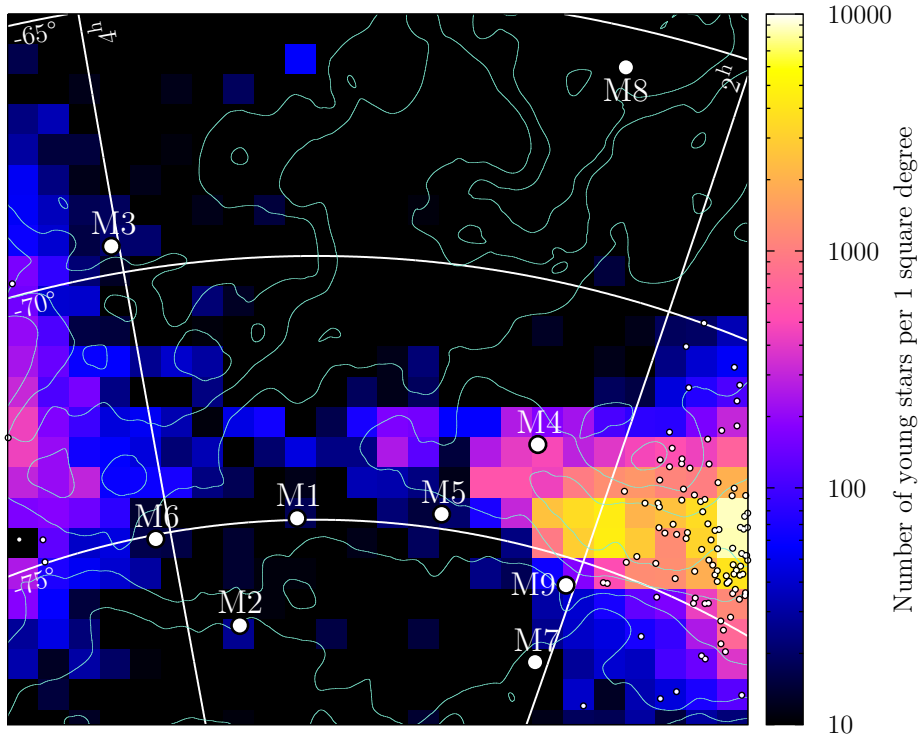 -65°
4h
2h
M8
M3
-70°
M4
M1
M5
M6
-75°
M9
M2
M7
10000
1000
100
10
Number of young stars per 1 square degree